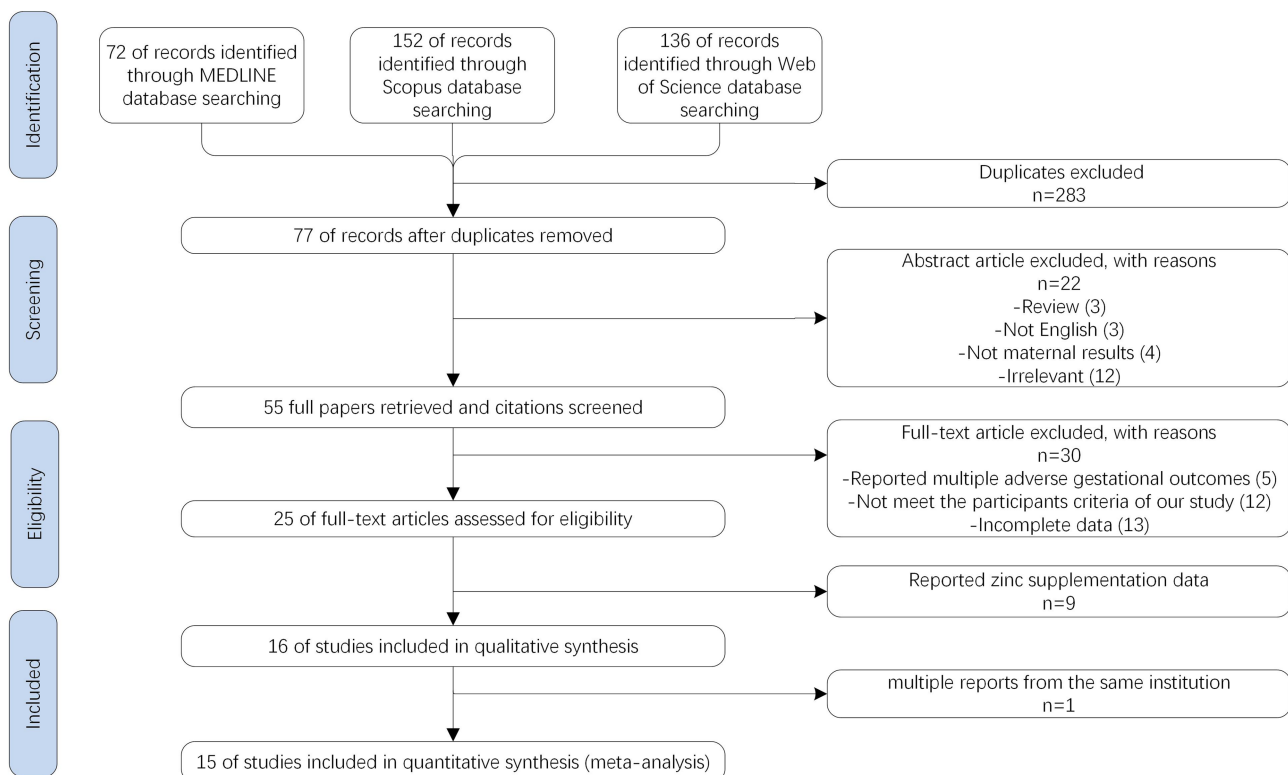 Identification
72 of records identified
through MEDLINE
database searching
152 of records
identified through
Scopus database
searching
136 of records
identified through Web
of Science database
searching
Duplicates excluded
n=283
Screening
77 of records after duplicates removed
Abstract article excluded, with reasons
n=22
-Review (3)
-Not English (3)
-Not maternal results (4)
-Irrelevant (12)
55 full papers retrieved and citations screened
Eligibility
Full-text article excluded, with reasons
n=30
-Reported multiple adverse gestational outcomes (5)
-Not meet the participants criteria of our study (12)
-Incomplete data (13)
25 of full-text articles assessed for eligibility
Reported zinc supplementation data
n=9
Included
16 of studies included in qualitative synthesis
multiple reports from the same institution
n=1
15 of studies included in quantitative synthesis (meta-analysis)